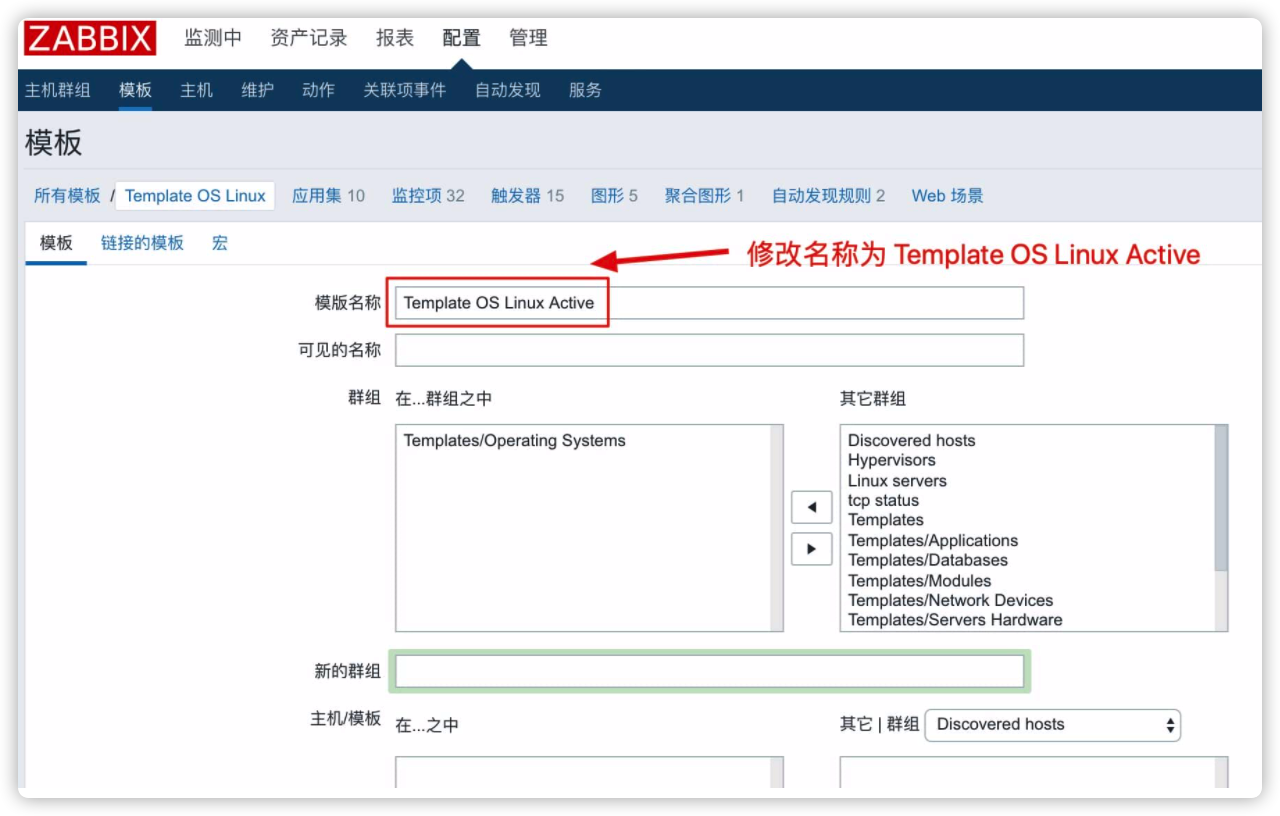 ZABBIX 监测中 资产记录 报表 配置 管理
主机群组 模板 主机 维护 动作 关联项事件 自动发现 服务
模板
所有模板 / Template OS Linux 应用集 10 监控项 32 触发器 15 图形 5 聚合图形 1 自动发现规则 2 Web 场景
模板 链接的模板 宏
修改名称为 Template OS Linux Active
模版名称 Template OS Linux Active
可见的名称
群组 在...群组之中 其它群组
Templates/Operating Systems
Discovered hosts
Hypervisors
Linux servers
tcp status
Templates
Templates/Applications
Templates/Databases
Templates/Modules
Templates/Network Devices
Templates/Servers Hardware
新的群组
主机/模板 在...之中 其它 | 群组 Discovered hosts